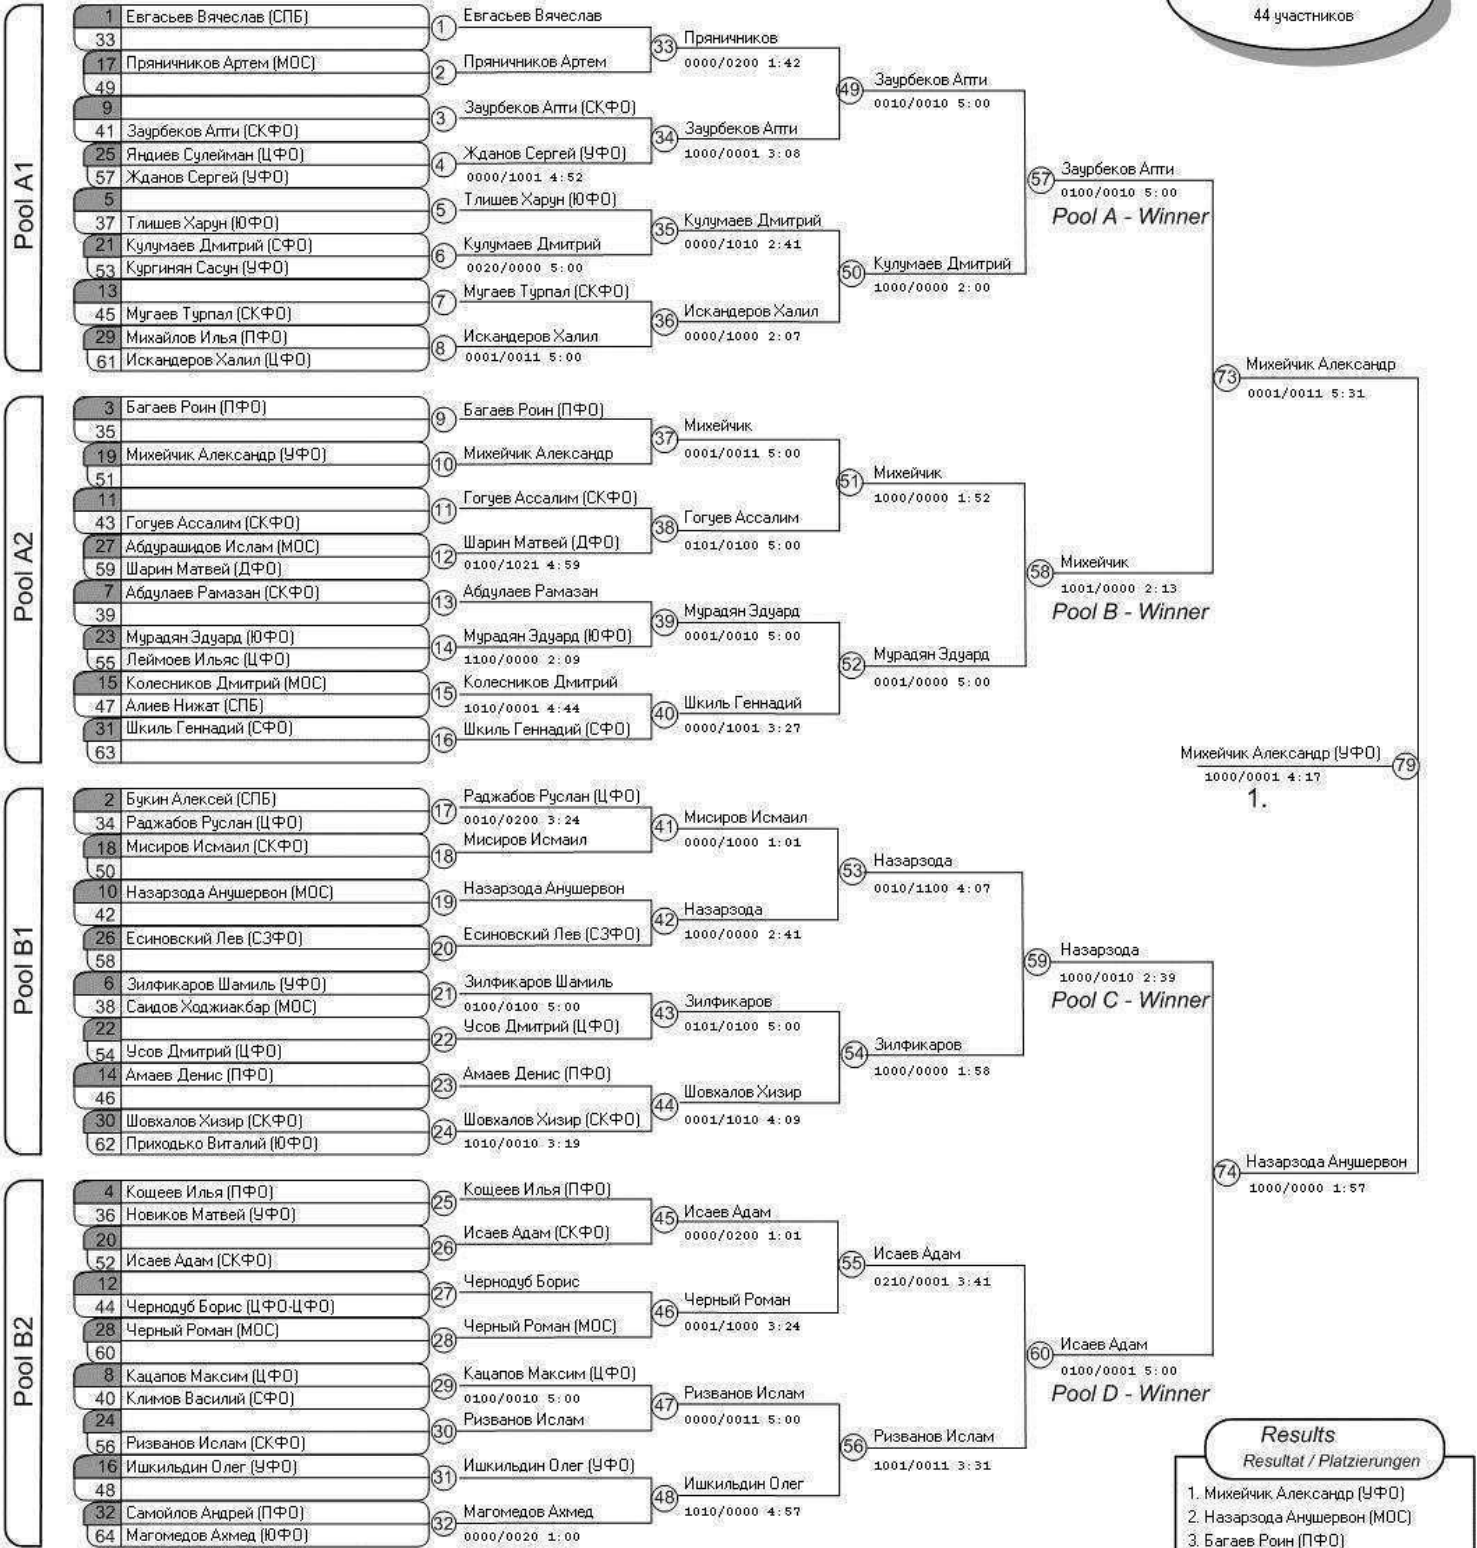 44 участников
Pool A1
1 Евгасьев Вячеслав (СПБ)
33
17 Пряничников Артем (МОС)
49
9
41 Заурбеков Апти (СКФО)
25 Яндиев Сулейман (ЦФО)
57 Жданов Сергей (УФО)
5
37 Тлишев Харун (ЮФО)
21 Кулумаев Дмитрий (СФО)
53 Кургинян Сасун (УФО)
13
45 Мугаев Турпал (СКФО)
29 Михайлов Илья (ПФО)
61 Искандеров Халил (ЦФО)
1 Евгасьев Вячеслав
2 Пряничников Артем
3 Заурбеков Апти (СКФО)
4 Жданов Сергей (УФО)
0000/1001 4:52
5 Тлишев Харун (ЮФО)
6 Кулумаев Дмитрий
0020/0000 5:00
7 Мугаев Турпал (СКФО)
8 Искандеров Халил
0001/0011 5:00
33 Пряничников
0000/0200 1:42
34 Заурбеков Апти
1000/0001 3:08
35 Кулумаев Дмитрий
0000/1010 2:41
36 Искандеров Халил
0000/1000 2:07
49 Заурбеков Апти
0010/0010 5:00
50 Кулумаев Дмитрий
1000/0000 2:00
57 Заурбеков Апти
0100/0010 5:00
Pool A - Winner
Pool A2
3 Багаев Роин (ПФО)
35
19 Михейчик Александр (УФО)
51
11
43 Гогуев Ассалим (СКФО)
27 Абдурашидов Ислам (МОС)
59 Шарин Матвей (ДФО)
7 Абдулаев Рамазан (СКФО)
39
23 Мурадян Эдуард (ЮФО)
55 Леймоев Ильяс (ЦФО)
15 Колесников Дмитрий (МОС)
47 Алиев Нижат (СПБ)
31 Шкиль Геннадий (СФО)
63
9 Багаев Роин (ПФО)
10 Михейчик Александр
11 Гогуев Ассалим (СКФО)
12 Шарин Матвей (ДФО)
0100/1021 4:59
13 Абдулаев Рамазан
14 Мурадян Эдуард (ЮФО)
1100/0000 2:09
15 Колесников Дмитрий
1010/0001 4:44
16 Шкиль Геннадий (СФО)
37 Михейчик
0001/0011 5:00
38 Гогуев Ассалим
0101/0100 5:00
39 Мурадян Эдуард
0001/0010 5:00
40 Шкиль Геннадий
0000/1001 3:27
51 Михейчик
1000/0000 1:52
52 Мурадян Эдуард
0001/0000 5:00
58 Михейчик
1001/0000 2:13
Pool B - Winner
73 Михейчик Александр
0001/0011 5:31
Михейчик Александр (УФО) 79
1000/0001 4:17
1.
Pool B1
2 Букин Алексей (СПБ)
34 Раджабов Руслан (ЦФО)
18 Мисиров Исмаил (СКФО)
50
10 Назарзода Анушервон (МОС)
42
26 Есиновский Лев (СЗФО)
58
6 Зилфикаров Шамиль (УФО)
38 Саидов Ходжиакбар (МОС)
22
54 Усов Дмитрий (ЦФО)
14 Амаев Денис (ПФО)
46
30 Шовхалов Хизир (СКФО)
62 Приходько Виталий (ЮФО)
17 Раджабов Руслан (ЦФО)
0010/0200 3:24
18 Мисиров Исмаил
19 Назарзода Анушервон
20 Есиновский Лев (СЗФО)
21 Зилфикаров Шамиль
0100/0100 5:00
22 Усов Дмитрий (ЦФО)
23 Амаев Денис (ПФО)
24 Шовхалов Хизир (СКФО)
1010/0010 3:19
41 Мисиров Исмаил
0000/1000 1:01
42 Назарзода
1000/0000 2:41
43 Зилфикаров
0101/0100 5:00
44 Шовхалов Хизир
0001/1010 4:09
53 Назарзода
0010/1100 4:07
54 Зилфикаров
1000/0000 1:58
59 Назарзода
1000/0010 2:39
Pool C - Winner
74 Назарзода Анушервон
1000/0000 1:57
Pool B2
4 Кощеев Илья (ПФО)
36 Новиков Матвей (УФО)
20
52 Исаев Адам (СКФО)
12
44 Чернодуб Борис (ЦФО-ЦФО)
28 Черный Роман (МОС)
60
8 Кацапов Максим (ЦФО)
40 Климов Василий (СФО)
24
56 Ризванов Ислам (СКФО)
16 Ишкильдин Олег (УФО)
48
32 Самойлов Андрей (ПФО)
64 Магомедов Ахмед (ЮФО)
25 Кощеев Илья (ПФО)
26 Исаев Адам (СКФО)
27 Чернодуб Борис
28 Черный Роман (МОС)
29 Кацапов Максим (ЦФО)
0100/0010 5:00
30 Ризванов Ислам
31 Ишкильдин Олег (УФО)
32 Магомедов Ахмед
0000/0020 1:00
45 Исаев Адам
0000/0200 1:01
46 Черный Роман
0001/1000 3:24
47 Ризванов Ислам
0000/0011 5:00
48 Ишкильдин Олег
1010/0000 4:57
55 Исаев Адам
0210/0001 3:41
56 Ризванов Ислам
1001/0011 3:31
60 Исаев Адам
0100/0001 5:00
Pool D - Winner
Results
Resultat / Platzierungen
1. Михейчик Александр (УФО)
2. Назарзода Анушервон (МОС)
3. Багаев Роин (ПФО)